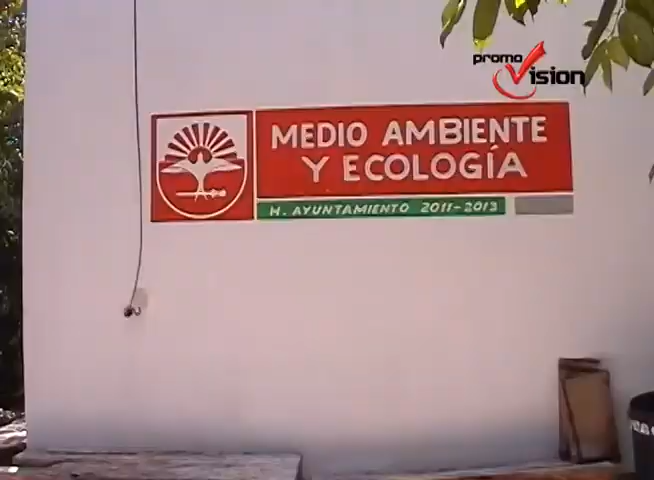 promo
Vision
MEDIO AMBIENTE
Y ECOLOGÍA
H. AYUNTAMIENTO 2011-2013